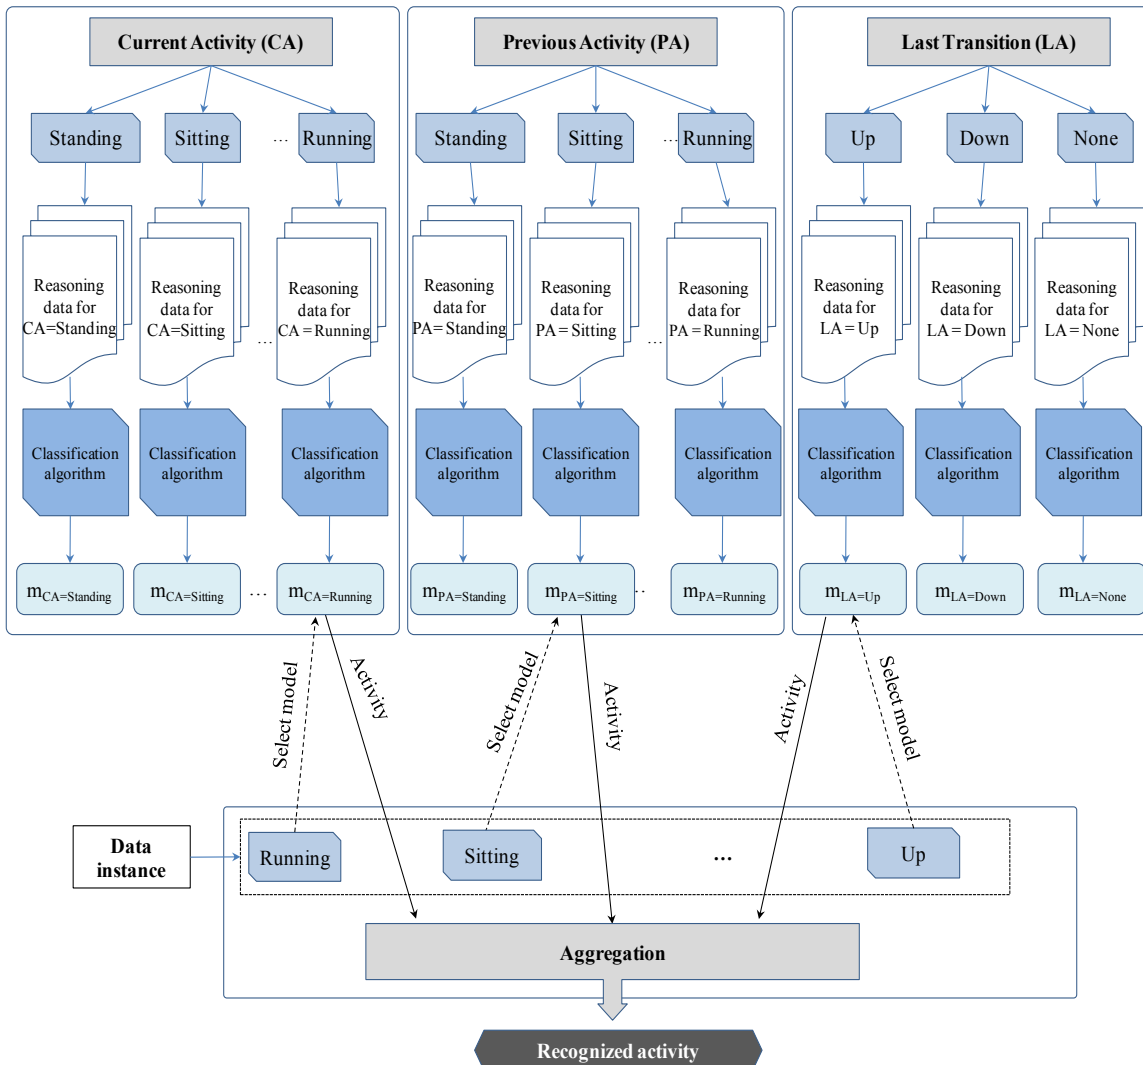 Current Activity (CA)
Previous Activity (PA)
Last Transition (LA)
Standing
Sitting
...
Running
Standing
Sitting
...
Running
Up
Down
None
Reasoning
data for
CA=Standing
Reasoning
data for
CA=Sitting
...
Reasoning
data for
CA=Running
Reasoning
data for
PA=Standing
Reasoning
data for
PA=Sitting
...
Reasoning
data for
PA=Running
Reasoning
data for
LA=Up
Reasoning
data for
LA=Down
Reasoning
data for
LA=None
Classification
algorithm
Classification
algorithm
Classification
algorithm
Classification
algorithm
Classification
algorithm
Classification
algorithm
Classification
algorithm
Classification
algorithm
Classification
algorithm
mCA=Standing
mCA=Sitting
...
mCA=Running
mPA=Standing
mPA=Sitting
..
mPA=Running
mLA=Up
mLA=Down
mLA=None
Select model
Activity
Select model
Activity
Activity
Select model
Data
instance
Running
Sitting
...
Up
Aggregation
Recognized activity